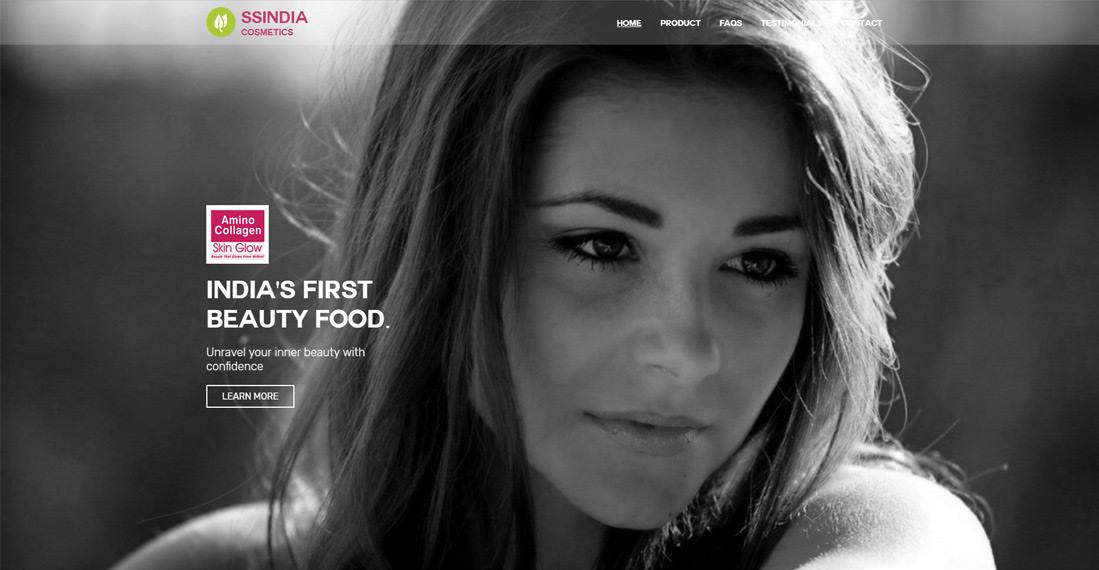 SSINDIA
COSMETICS
HOME PRODUCT FAQS TESTIMONIALS CONTACT
Amino
Collagen
Skin Glow
Beauty That Glows From Within!
INDIA'S FIRST
BEAUTY FOOD.
Unravel your inner beauty with
confidence
LEARN MORE